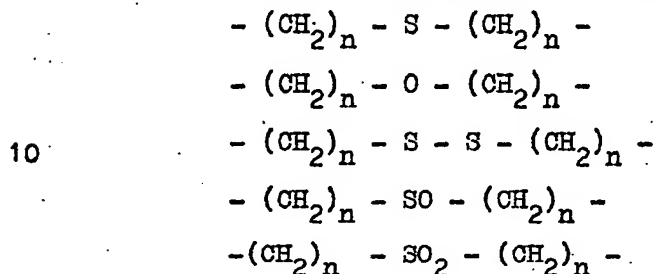 - (CH2)n - S - (CH2)n -
- (CH2)n - O - (CH2)n -
10 - (CH2)n - S - S - (CH2)n -
- (CH2)n - SO - (CH2)n -
-(CH2)n - SO2 - (CH2)n -